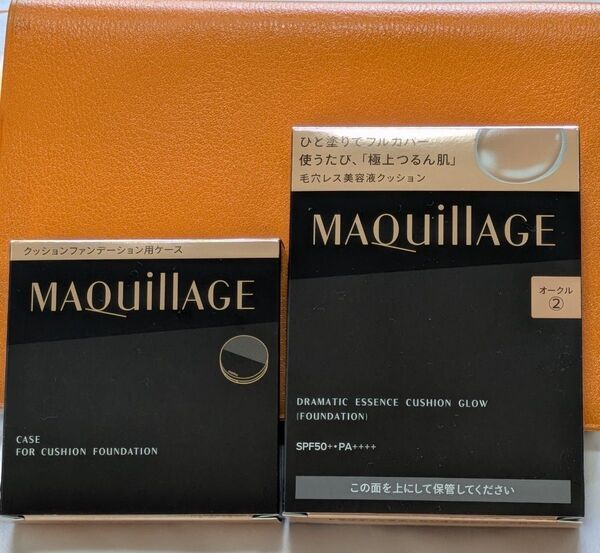 クッションファンデーション用ケース
MAQuillAGE
CASE
FOR CUSHION FOUNDATION
ひと塗りでフルカバー
使うたび、「極上つるん肌」
毛穴レス美容液クッション
MAQuillAGE
オークル
②
DRAMATIC ESSENCE CUSHION GLOW
(FOUNDATION)
SPF50+・PA++++
この面を上にして保管してください